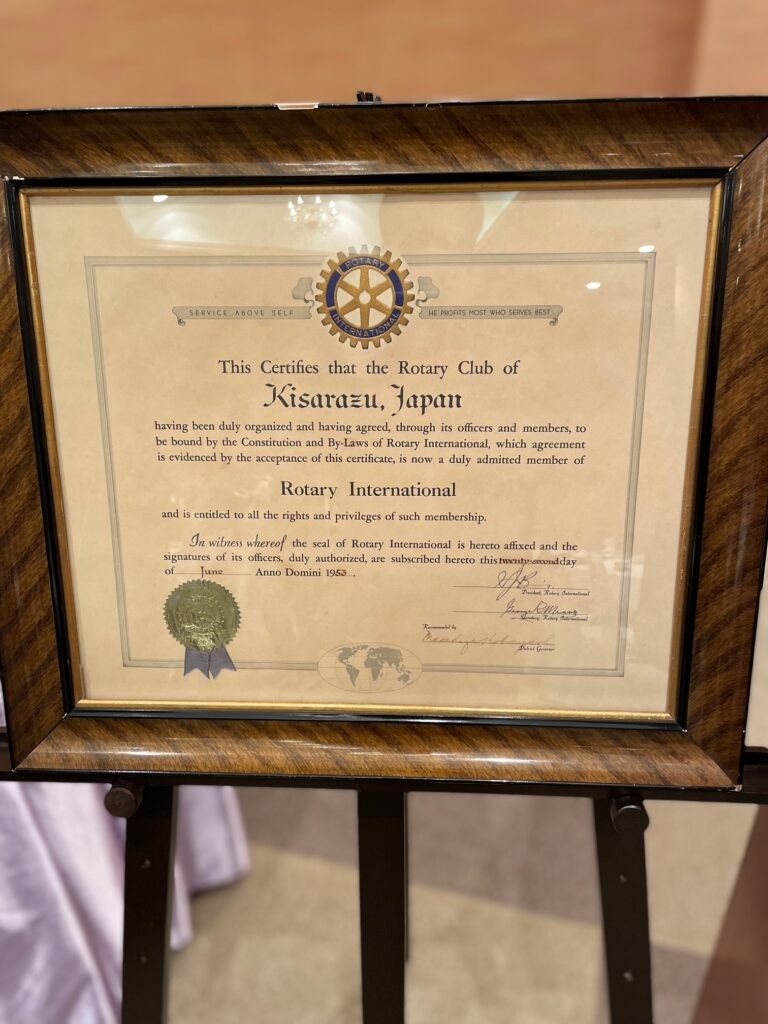 SERVICE ABOVE SELF
ROTARY INTERNATIONAL
HE PROFITS MOST WHO SERVES BEST
This Certifies that the Rotary Club of
Kisarazu, Japan
having been duly organized and having agreed, through its officers and members, to
be bound by the Constitution and By-Laws of Rotary International, which agreement
is evidenced by the acceptance of this certificate, is now a duly admitted member of
Rotary International
and is entitled to all the rights and privileges of such membership.
In witness whereof the seal of Rotary International is hereto affixed and the
signatures of its officers, duly authorized, are subscribed hereto this twenty-second day
of June Anno Domini 1953.
President, Rotary International
Secretary, Rotary International
Recommended by
District Governor